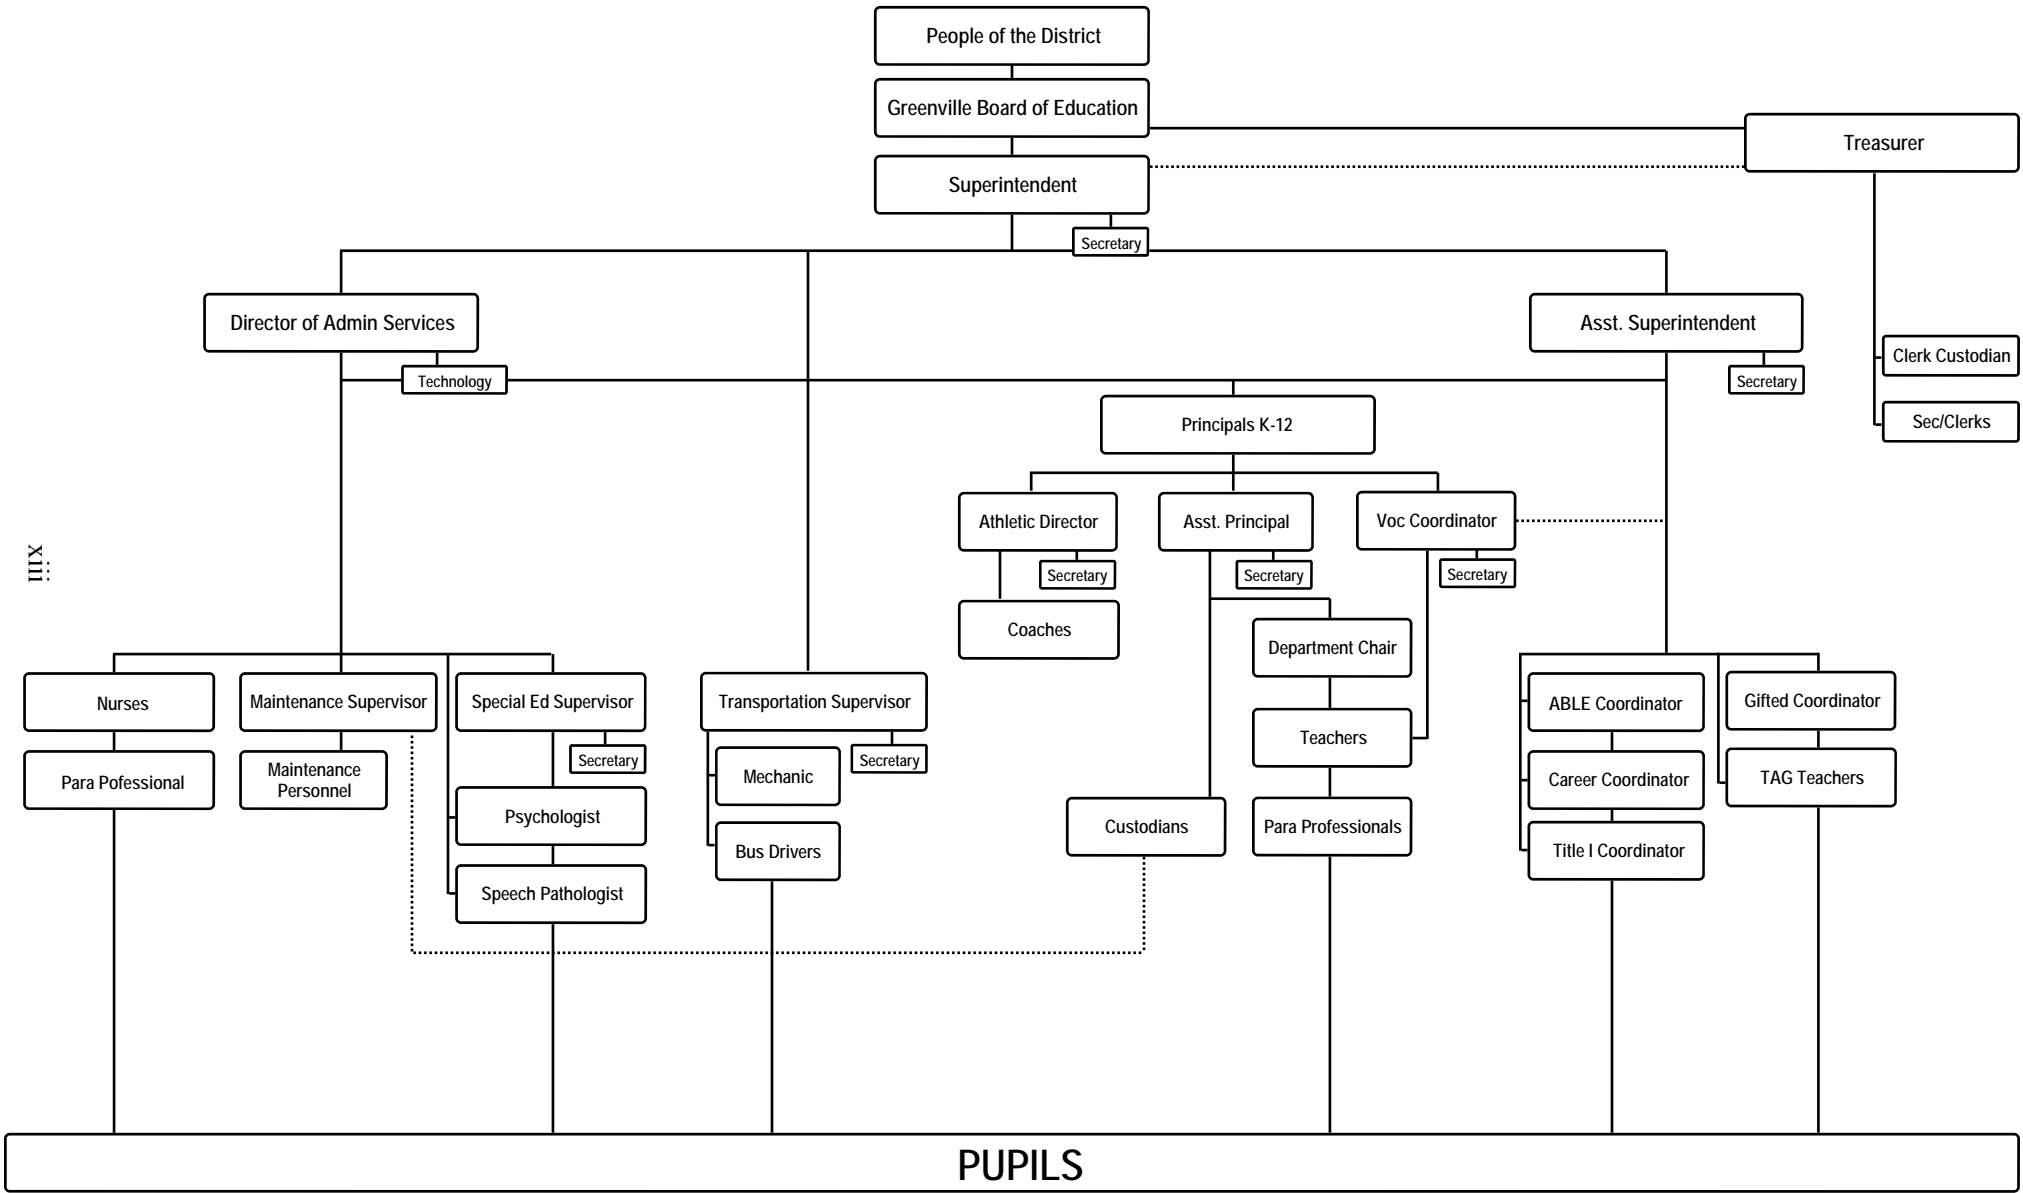 People of the District
Greenville Board of Education
Treasurer
Superintendent
Secretary
Director of Admin Services
Asst. Superintendent
Clerk Custodian
Technology
Secretary
Sec/Clerks
Principals K-12
Athletic Director
Asst. Principal
Voc Coordinator
Secretary
Secretary
Secretary
xiii
Coaches
Department Chair
Nurses
Maintenance Supervisor
Special Ed Supervisor
Transportation Supervisor
ABLE Coordinator
Gifted Coordinator
Teachers
Secretary
Secretary
Para Pofessional
Maintenance
Personnel
Mechanic
Career Coordinator
TAG Teachers
Psychologist
Custodians
Para Professionals
Bus Drivers
Title I Coordinator
Speech Pathologist
PUPILS